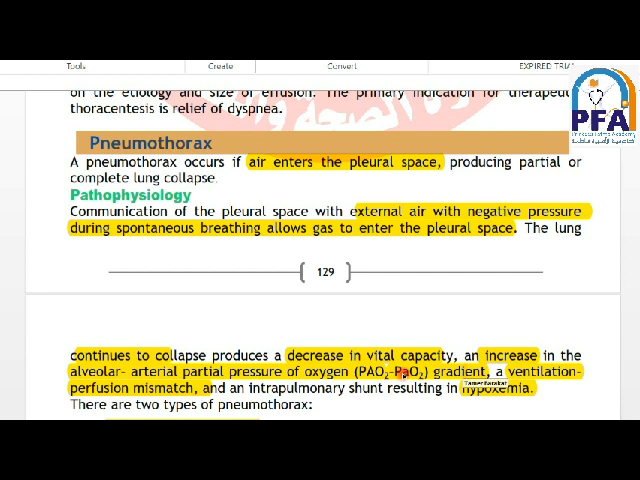 Tools Create Convert EXPIRED TRIAL
on the etiology and size of effusion. The primary indication for therapeutic
thoracentesis is relief of dyspnea.
PFA
Pneumothorax
A pneumothorax occurs if air enters the pleural space, producing partial or
complete lung collapse.
Pathophysiology
Communication of the pleural space with external air with negative pressure
during spontaneous breathing allows gas to enter the pleural space. The lung
129
continues to collapse produces a decrease in vital capacity, an increase in the
alveolar- arterial partial pressure of oxygen (PAO₂-PaO₂) gradient, a ventilation-
perfusion mismatch, and an intrapulmonary shunt resulting in hypoxemia.
Tamer Barakat
There are two types of pneumothorax: